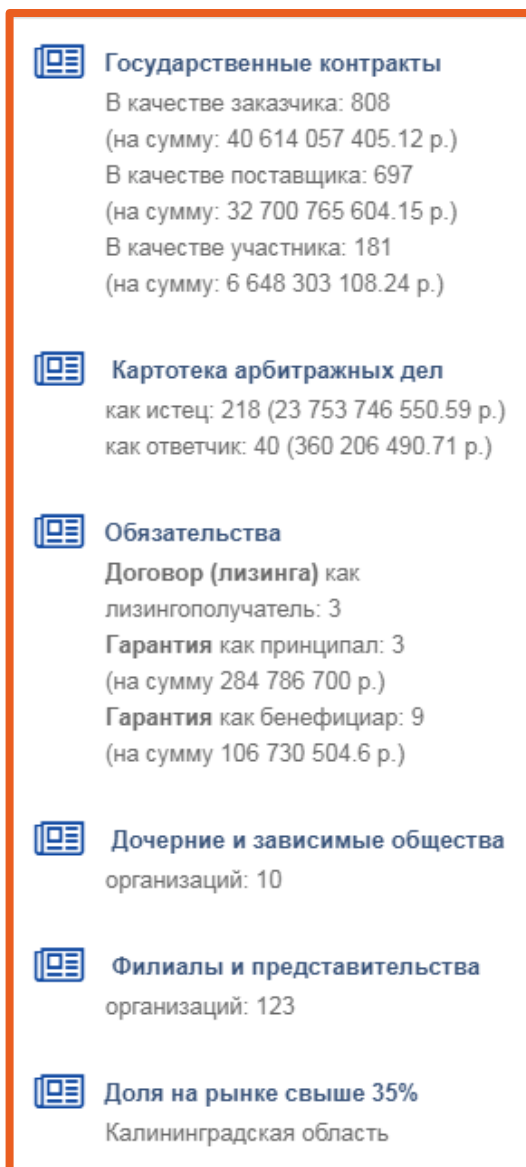 Государственные контракты
В качестве заказчика: 808
(на сумму: 40 614 057 405.12 р.)
В качестве поставщика: 697
(на сумму: 32 700 765 604.15 р.)
В качестве участника: 181
(на сумму: 6 648 303 108.24 р.)
Картотека арбитражных дел
как истец: 218 (23 753 746 550.59 р.)
как ответчик: 40 (360 206 490.71 р.)
Обязательства
Договор (лизинга) как
лизингополучатель: 3
Гарантия как принципал: 3
(на сумму 284 786 700 р.)
Гарантия как бенефициар: 9
(на сумму 106 730 504.6 р.)
Дочерние и зависимые общества
организаций: 10
Филиалы и представительства
организаций: 123
Доля на рынке свыше 35%
Калининградская область